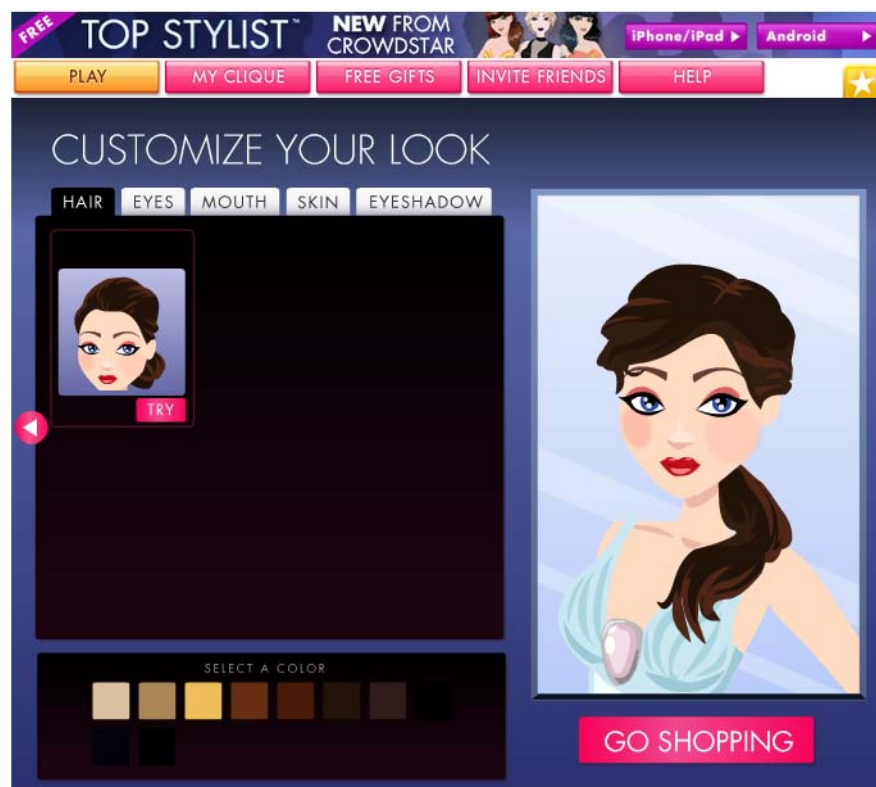 FREE
TOP STYLIST™
NEW FROM
CROWDSTAR
iPhone/iPad
Android
PLAY
MY CLIQUE
FREE GIFTS
INVITE FRIENDS
HELP
CUSTOMIZE YOUR LOOK
HAIR
EYES
MOUTH
SKIN
EYESHADOW
TRY
SELECT A COLOR
GO SHOPPING